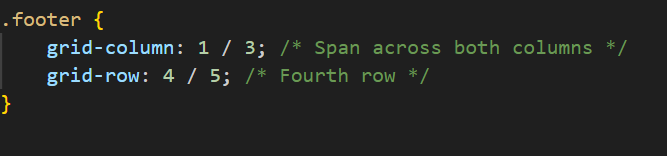 .footer {
    grid-column: 1 / 3; /* Span across both columns */
    grid-row: 4 / 5; /* Fourth row */
}